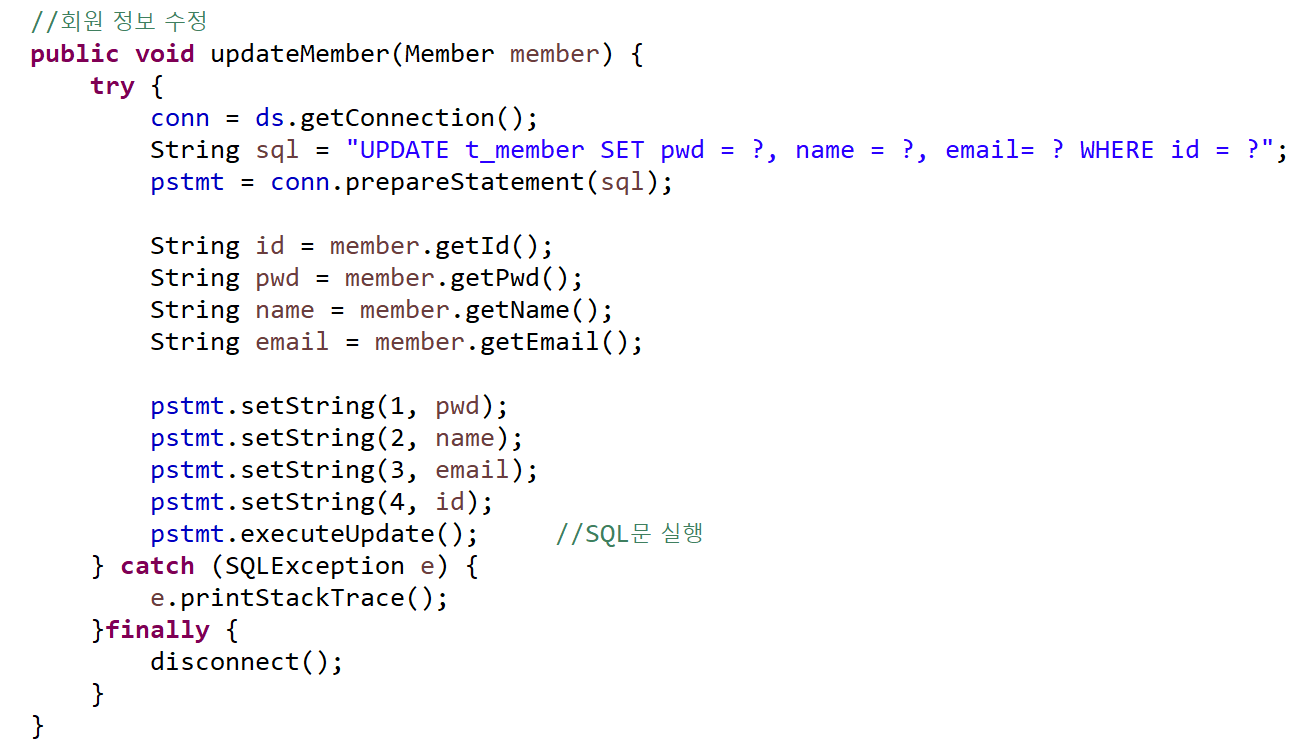 //회원 정보 수정
public void updateMember(Member member) {
try {
conn = ds.getConnection();
String sql = "UPDATE t_member SET pwd = ?, name = ?, email= ? WHERE id = ?";
pstmt = conn.prepareStatement(sql);
String id = member.getId();
String pwd = member.getPwd();
String name = member.getName();
String email = member.getEmail();
pstmt.setString(1, pwd);
pstmt.setString(2, name);
pstmt.setString(3, email);
pstmt.setString(4, id);
pstmt.executeUpdate(); //SQL문 실행
} catch (SQLException e) {
e.printStackTrace();
}finally {
disconnect();
}
}